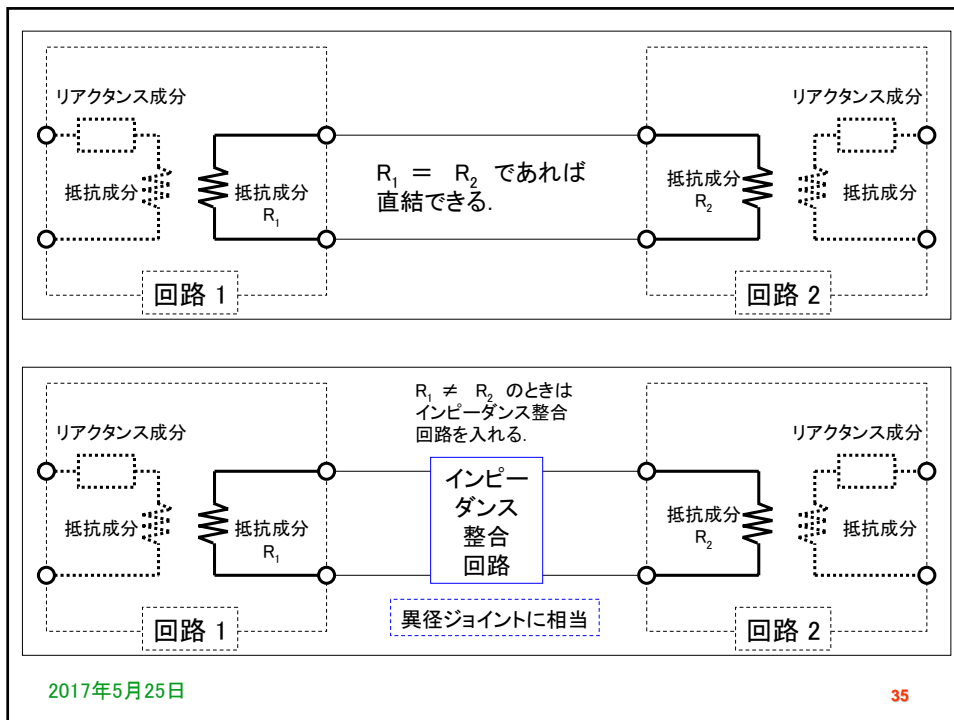 リアクタンス成分
抵抗成分
抵抗成分
R₁
R₁ = R₂ であれば
直結できる.
リアクタンス成分
抵抗成分
R₂
抵抗成分
回路 1
回路 2
R₁ ≠ R₂ のときは
インピーダンス整合
回路を入れる.
リアクタンス成分
抵抗成分
抵抗成分
R₁
インピー
ダンス
整合
回路
リアクタンス成分
抵抗成分
R₂
抵抗成分
異径ジョイントに相当
回路 1
回路 2
2017年5月25日
35